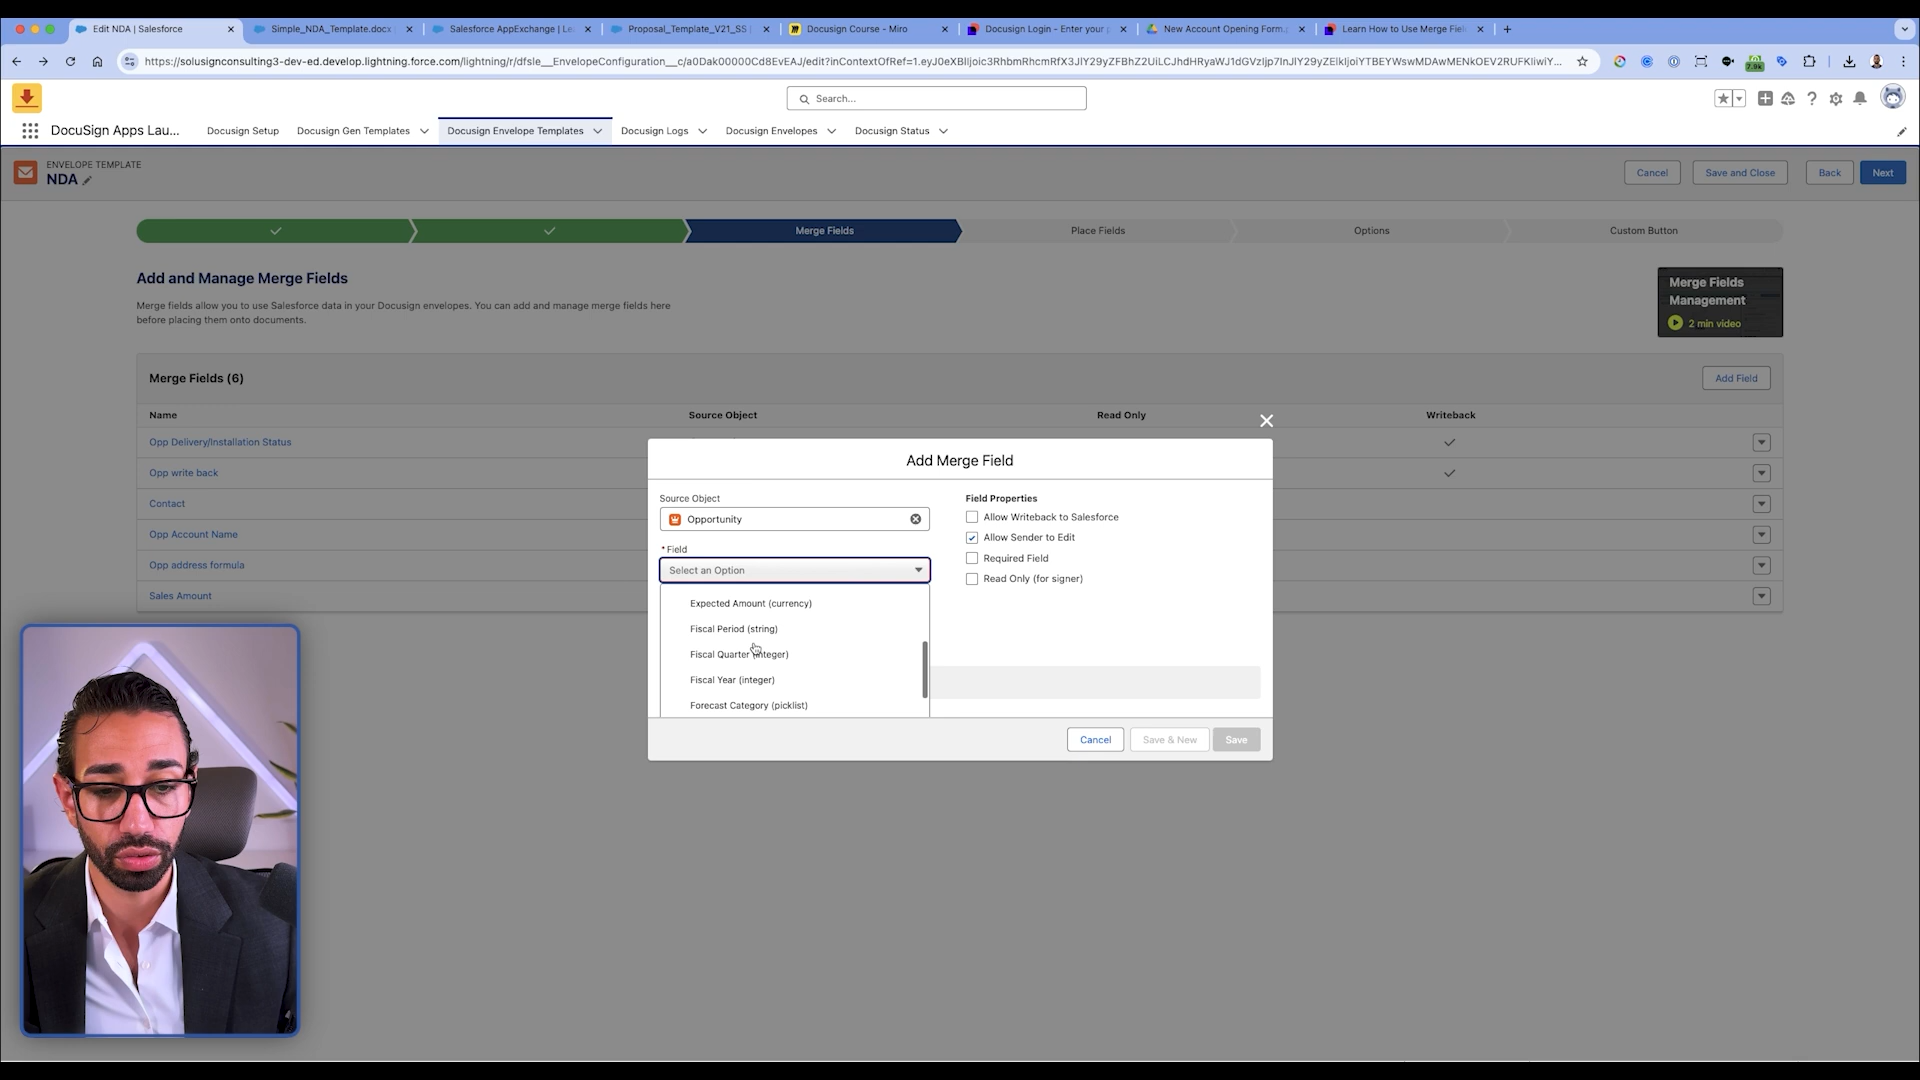 Edit NDA | Salesforce
Simple_NDA_Template.docx
Salesforce AppExchange | Le
Proposal_Template_V21_SS
Docusign Course - Miro
Docusign Login - Enter your
New Account Opening Form.
Learn How to Use Merge Fiel
https://solusignconsulting3-dev-ed.develop.lightning.force.com/lightning/r/dfsle__EnvelopeConfiguration__c/a0Dak00000Cd8EvEAJ/edit?inContextOfRef=
7.9k
Search...
DocuSign Apps Lau...
Docusign Setup
Docusign Gen Templates
Docusign Envelope Templates
Docusign Logs
Docusign Envelopes
Docusign Status
ENVELOPE TEMPLATE
NDA
Cancel
Save and Close
Back
Next
Merge Fields
Place Fields
Options
Custom Button
Add and Manage Merge Fields
Merge fields allow you to use Salesforce data in your Docusign envelopes. You can add and manage merge fields here
before placing them onto documents.
Merge Fields
Management
2 min video
Merge Fields (6)
Add Field
Name
Source Object
Read Only
Writeback
Opp Delivery/Installation Status
Opp write back
Contact
Opp Account Name
Opp address formula
Sales Amount
Add Merge Field
Source Object
Opportunity
* Field
Select an Option
Expected Amount (currency)
Fiscal Period (string)
Fiscal Quarter (integer)
Fiscal Year (integer)
Forecast Category (picklist)
Field Properties
Allow Writeback to Salesforce
Allow Sender to Edit
Required Field
Read Only (for signer)
Cancel
Save & New
Save